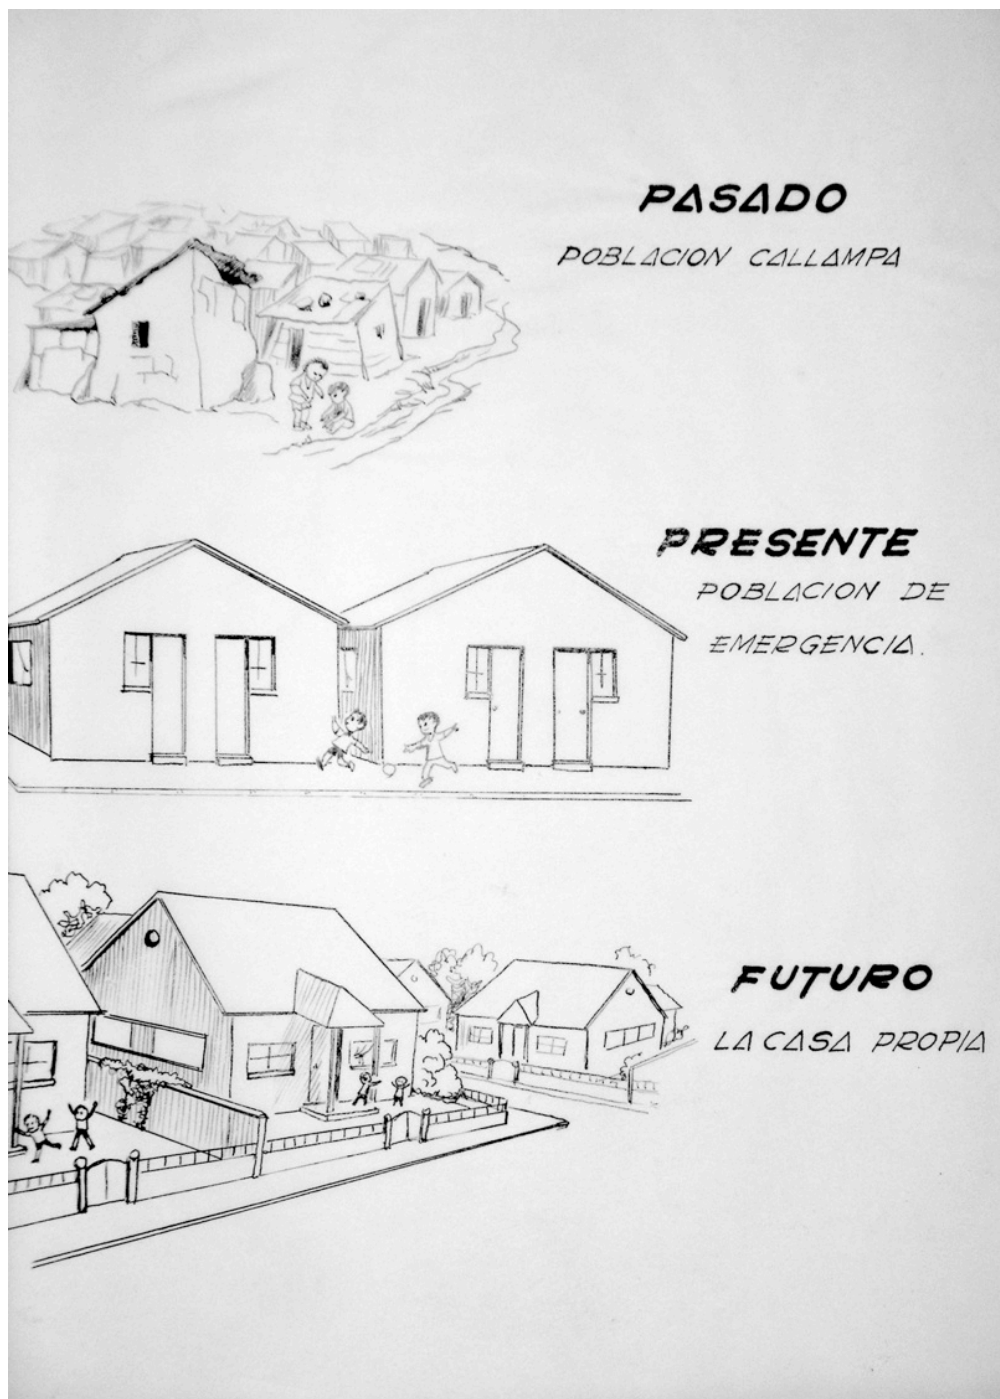 PASADO
POBLACION CALLAMPA
PRESENTE
POBLACION DE
EMERGENCIA.
FUTURO
LA CASA PROPIA